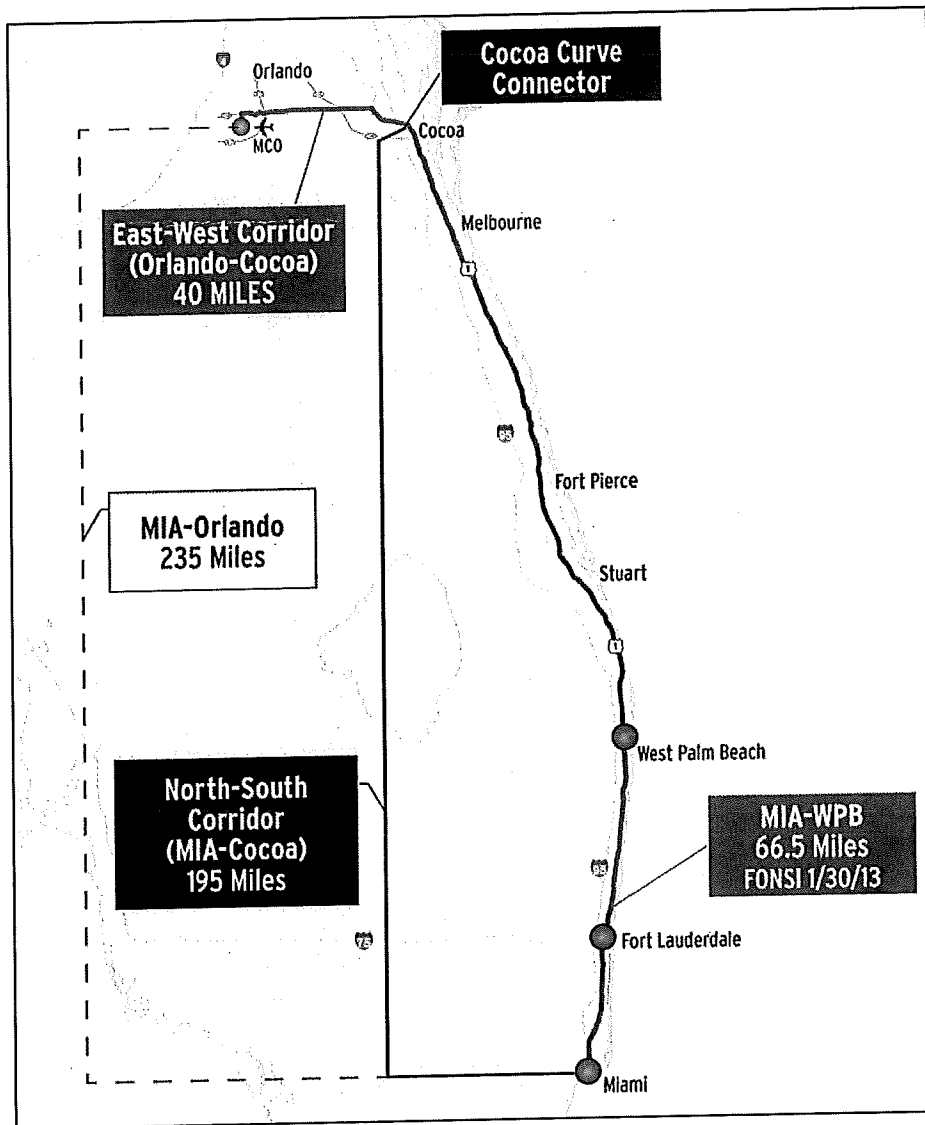 Cocoa Curve
Connector
Orlando
MCO
Cocoa
East-West Corridor
(Orlando-Cocoa)
40 MILES
Melbourne
1
95
Fort Pierce
MIA-Orlando
235 Miles
Stuart
1
West Palm Beach
North-South
Corridor
(MIA-Cocoa)
195 Miles
MIA-WPB
66.5 Miles
FONSI 1/30/13
95
75
Fort Lauderdale
Miami